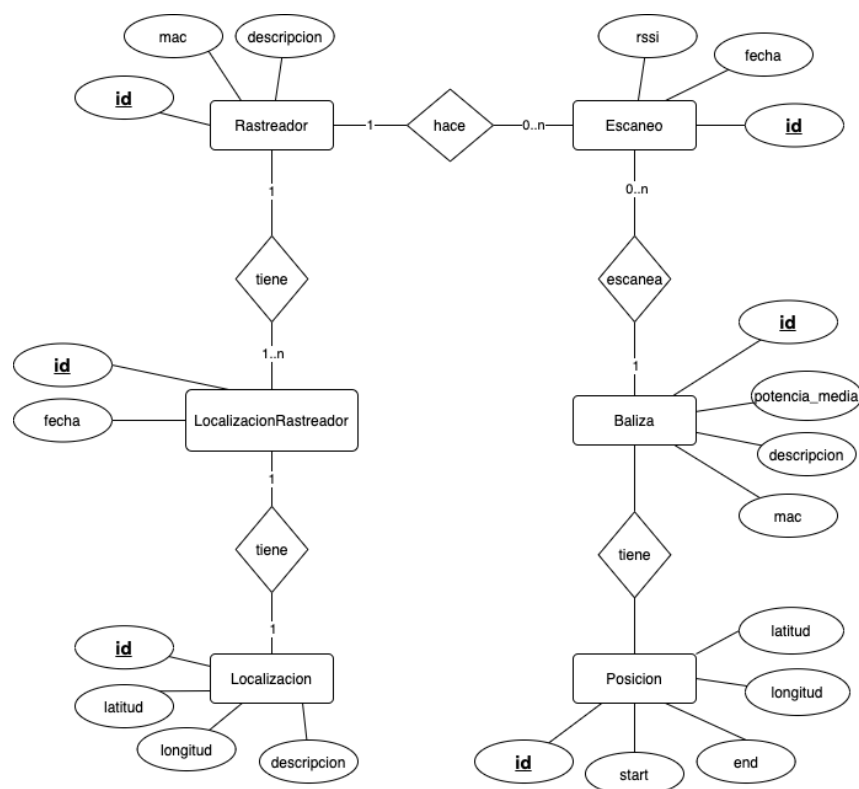 mac
descripcion
rssi
fecha
id
Rastreador
1
hace
0..n
Escaneo
id
1
0..n
tiene
escanea
id
1..n
1
id
fecha
LocalizacionRastreador
Baliza
potencia_media
descripcion
mac
1
tiene
tiene
1
id
latitud
longitud
descripcion
Localizacion
Posicion
latitud
longitud
id
start
end